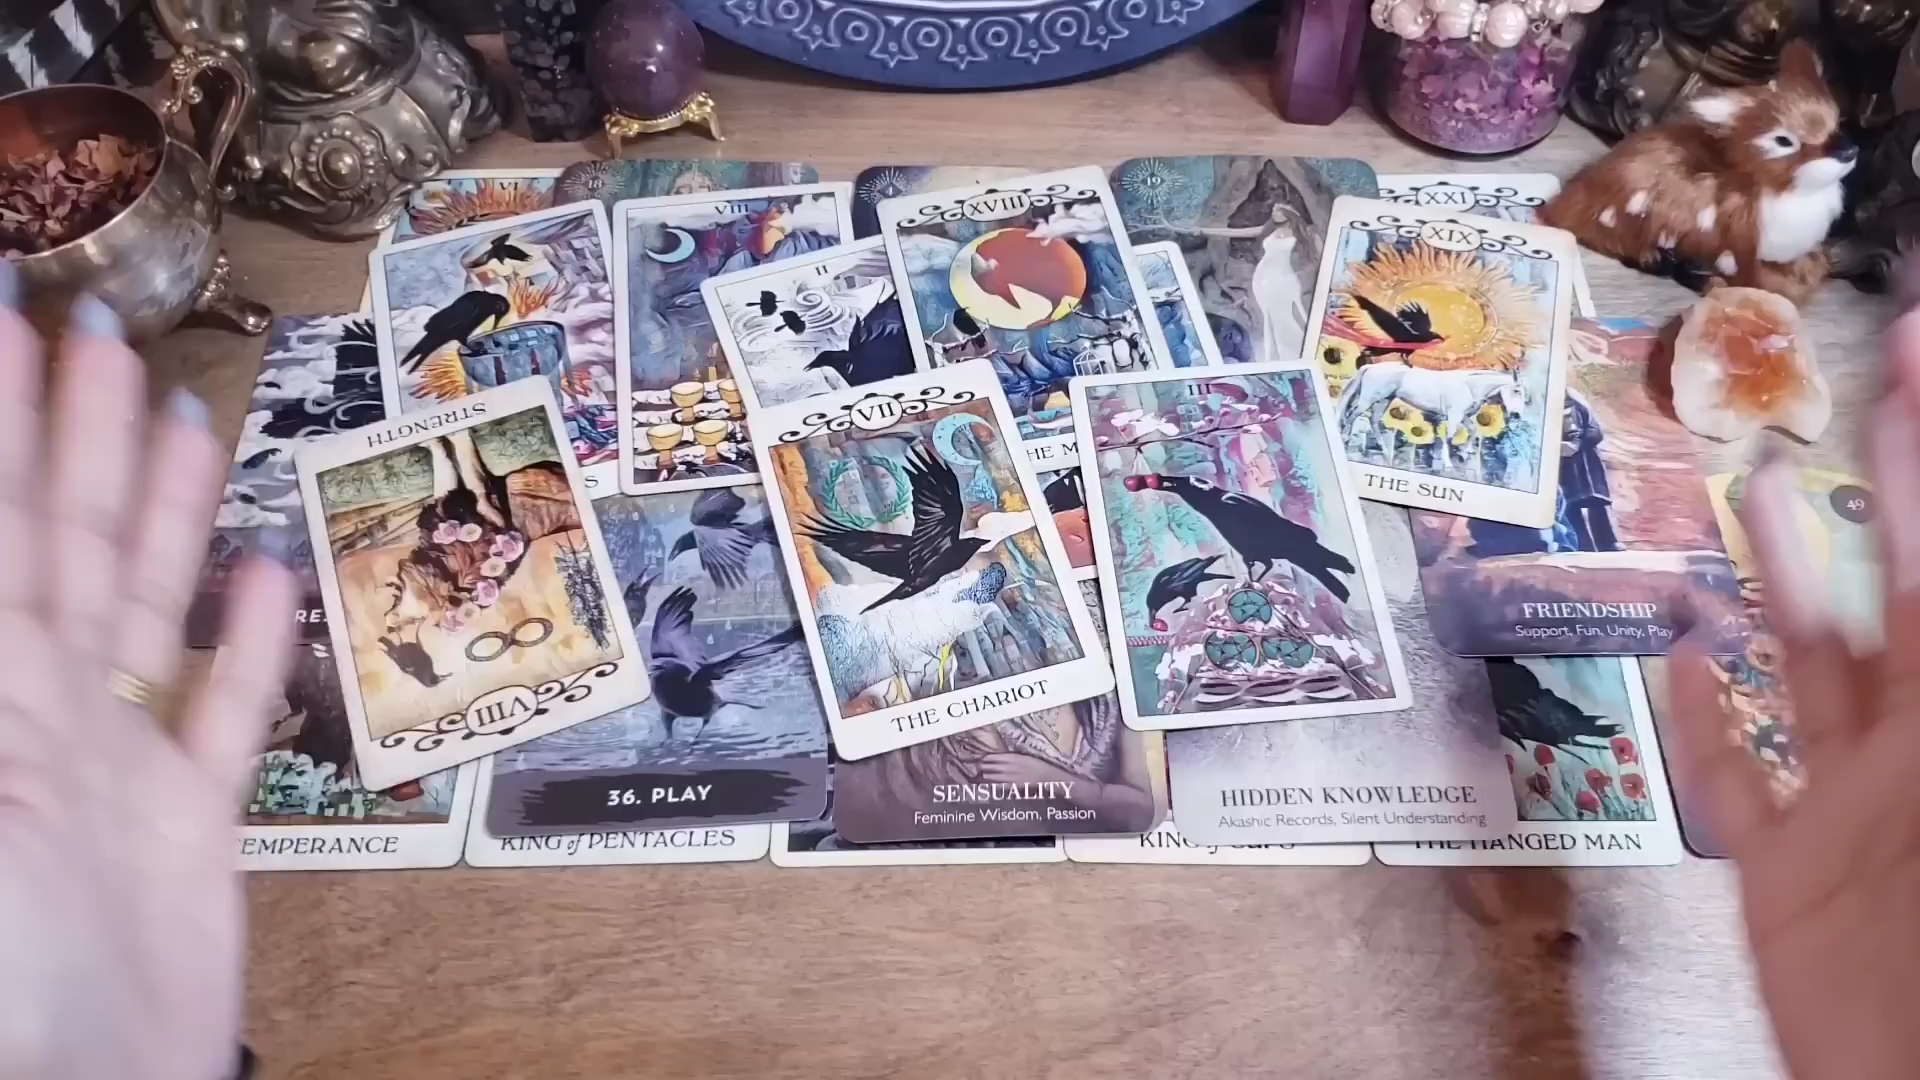 VI
18
VIII
4
XVIII
19
XXI
XIX
II
STRENGTH
VII
III
THE SUN
49
FRIENDSHIP
Support, Fun, Unity, Play
THE CHARIOT
VIII
36. PLAY
SENSUALITY
Feminine Wisdom, Passion
HIDDEN KNOWLEDGE
Akashic Records, Silent Understanding
EMPERANCE
KING of PENTACLES
KING
THE HANGED MAN